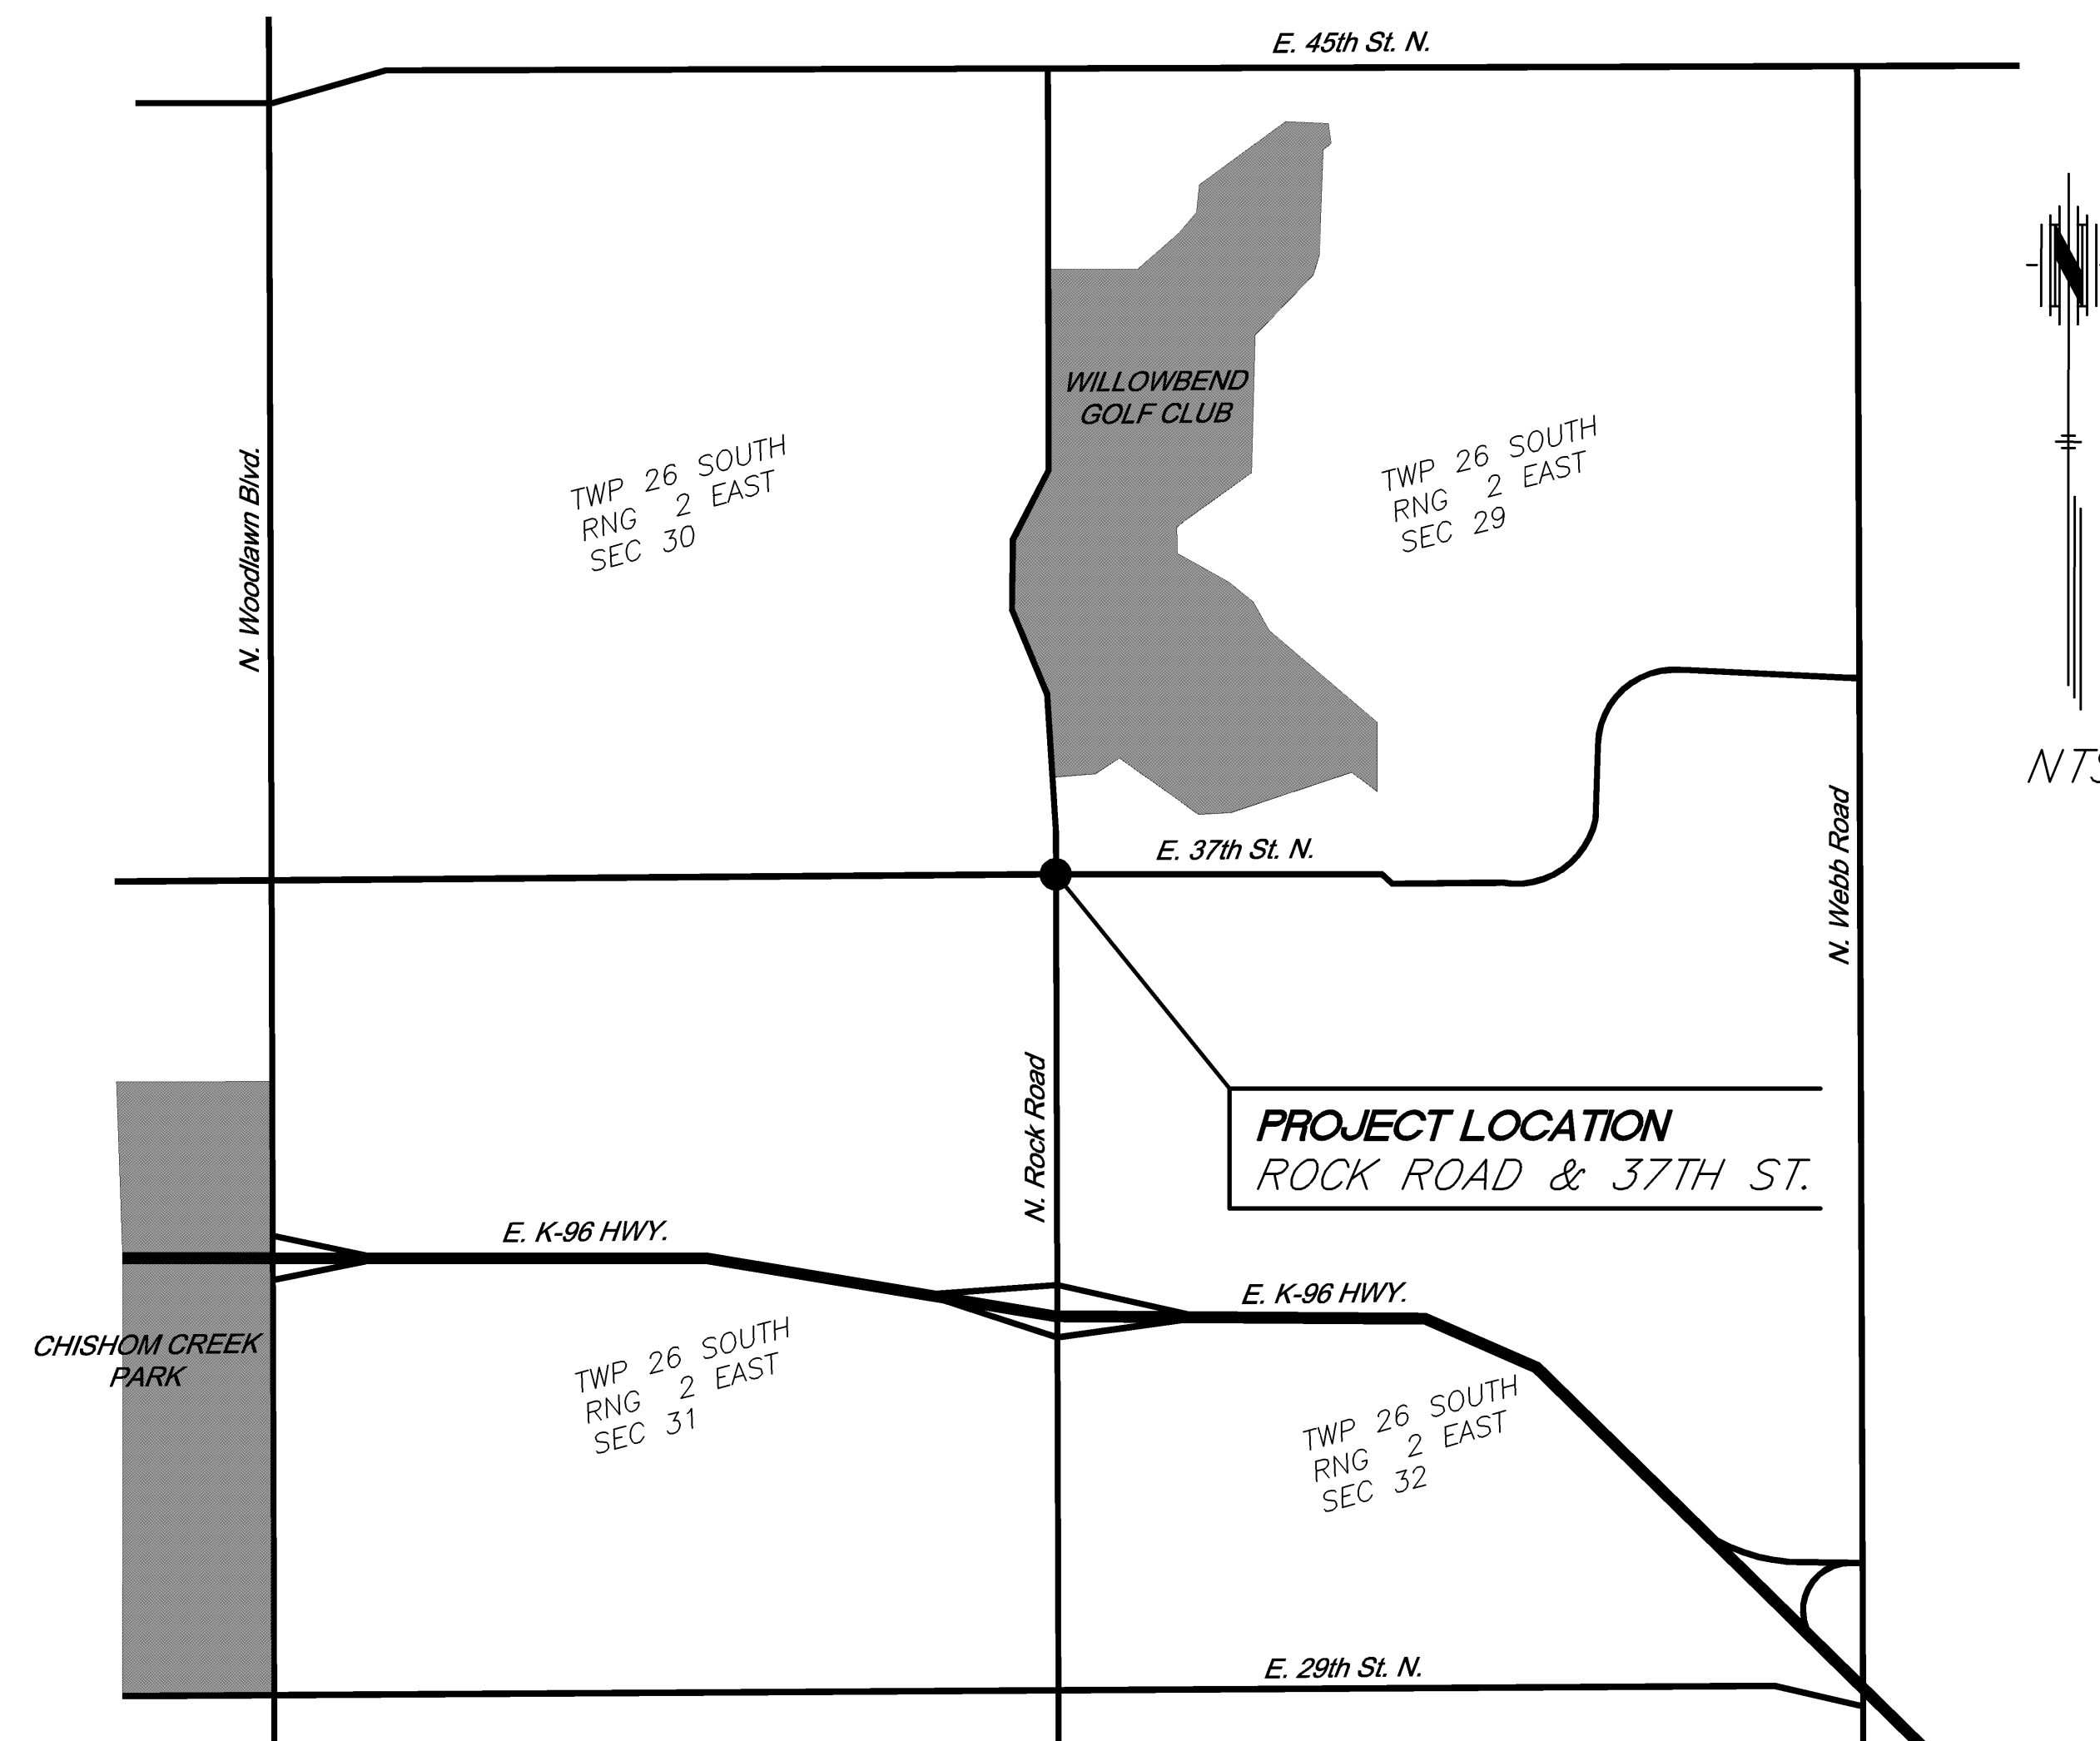 E. 45th St. N.
N
WILLOWBEND
GOLF CLUB
TWP 26 SOUTH
RNG 2 EAST
SEC 30
TWP 26 SOUTH
RNG 2 EAST
SEC 29
N. Woodlawn Blvd.
NTS
E. 37th St. N.
N. Webb Road
N. Rock Road
PROJECT LOCATION
ROCK ROAD & 37TH ST.
E. K-96 HWY.
E. K-96 HWY.
CHISHOM CREEK
PARK
TWP 26 SOUTH
RNG 2 EAST
SEC 31
TWP 26 SOUTH
RNG 2 EAST
SEC 32
E. 29th St. N.